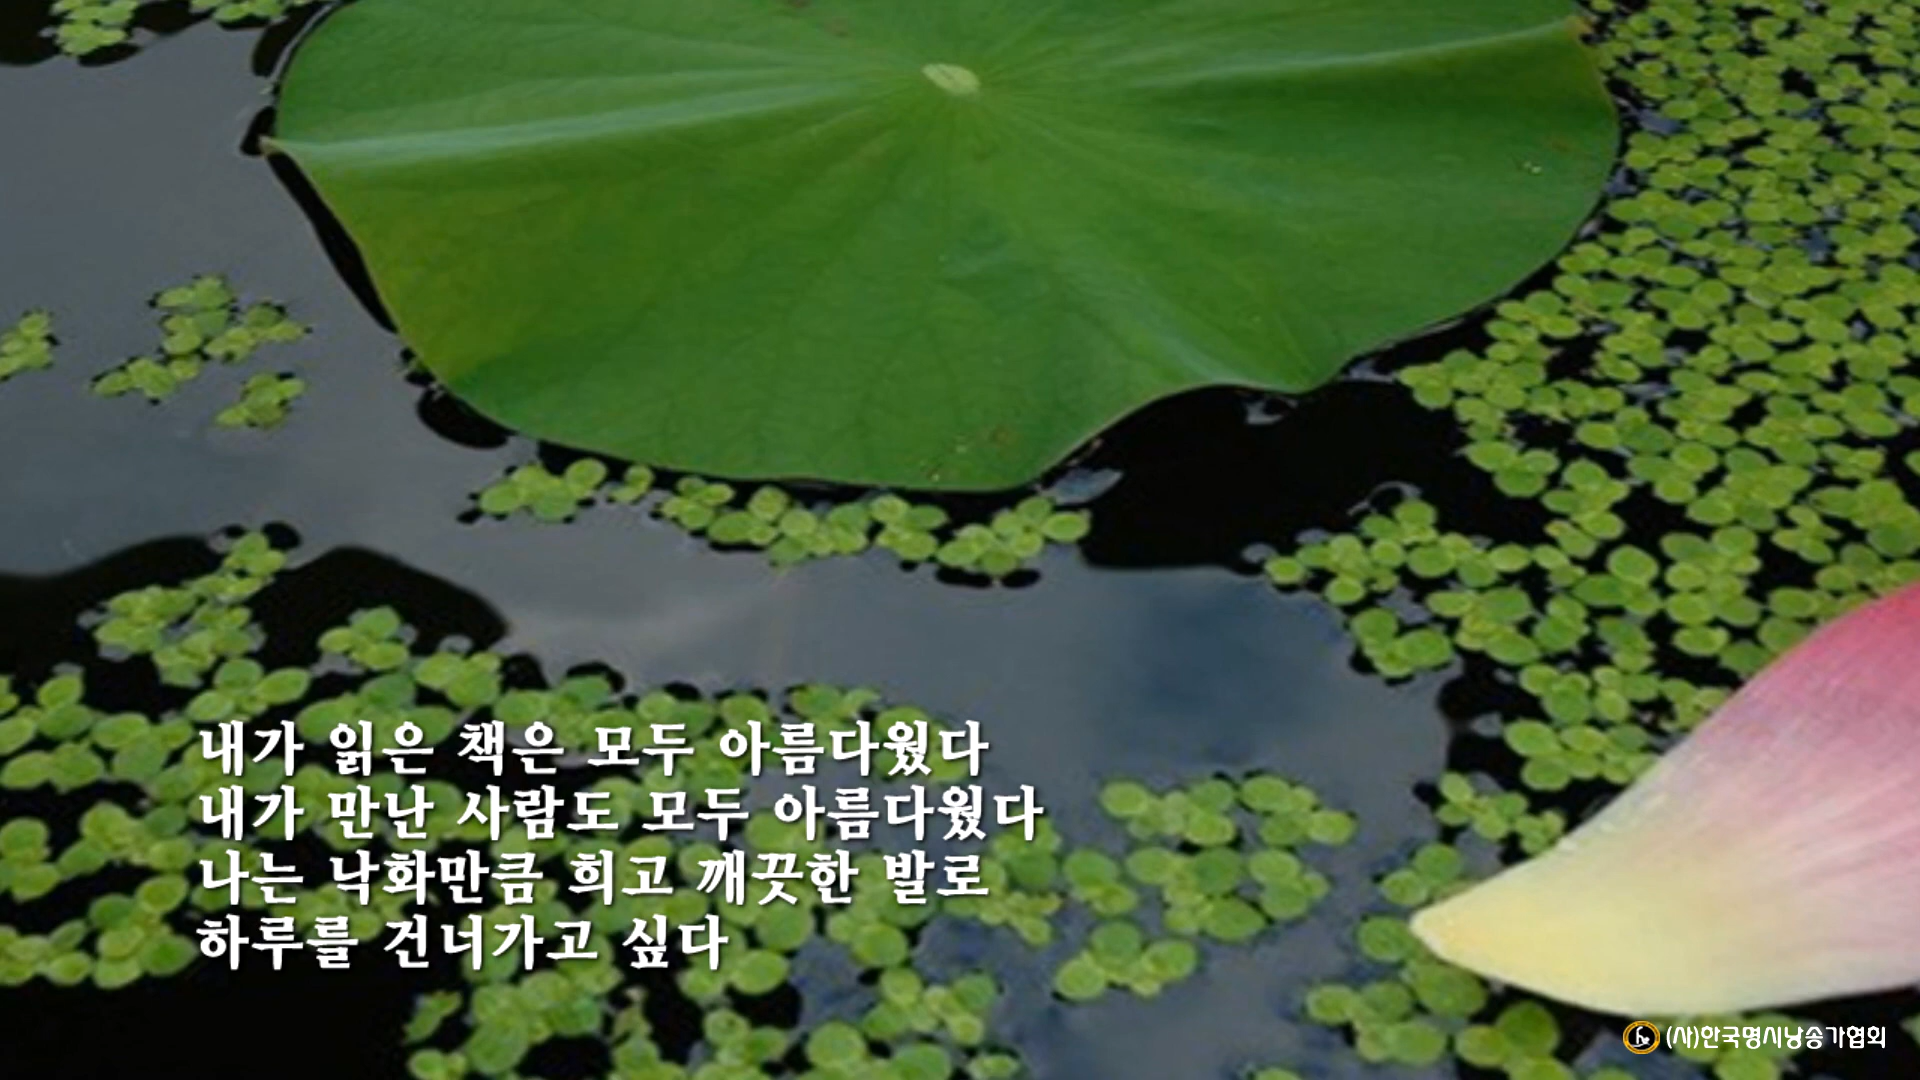 내가 읽은 책은 모두 아름다웠다
내가 만난 사람도 모두 아름다웠다
나는 낙화만큼 희고 깨끗한 발로
하루를 건너가고 싶다
(사)한국명시낭송가협회